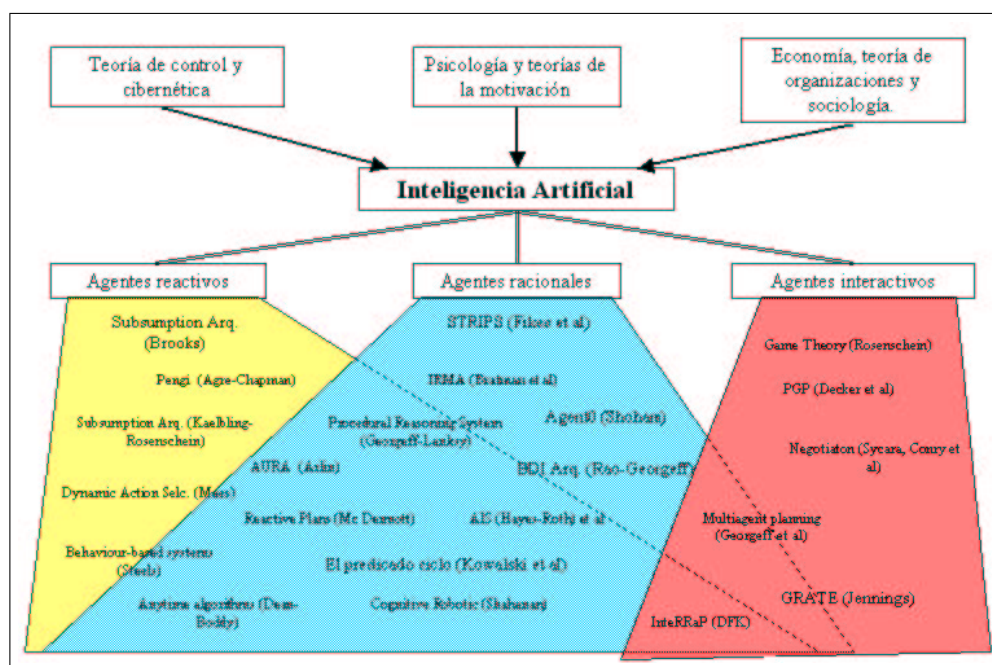 Teoría de control y
cibernética
Psicología y teorías de
la motivación
Economía, teoría de
organizaciones y
sociología.
Inteligencia Artificial
Agentes reactivos
Agentes racionales
Agentes interactivos
Subsumption Arq.
(Brooks)
Pengi (Agre-Chapman)
Subsumption Arq. (Kaelbling-
Rosenschein)
Dynamic Action Selc. (Maes)
Behaviour-based systems
(Steels)
STRIPS (Fikes et al)
IRMA (Bratman et al)
Procedural Reasoning System
(Georgeff-Lansky)
Agent0 (Shoham)
AURA (Arkin)
BDI Arq. (Rao-Georgeff)
Reactive Plans (Mc Dermott)
AIS (Hayes-Roth) et al
El predicado ciclo (Kowalski et al)
Anytime algorithms (Dean-
Boddy)
Cognitive Robotic (Shanahan)
Game Theory (Rosenschein)
PGP (Decker et al)
Negotiaton (Sycara, Conry et
al)
Multiagent planning
(Georgeff et al)
GRATE (Jennings)
InteRRaP (DFK)